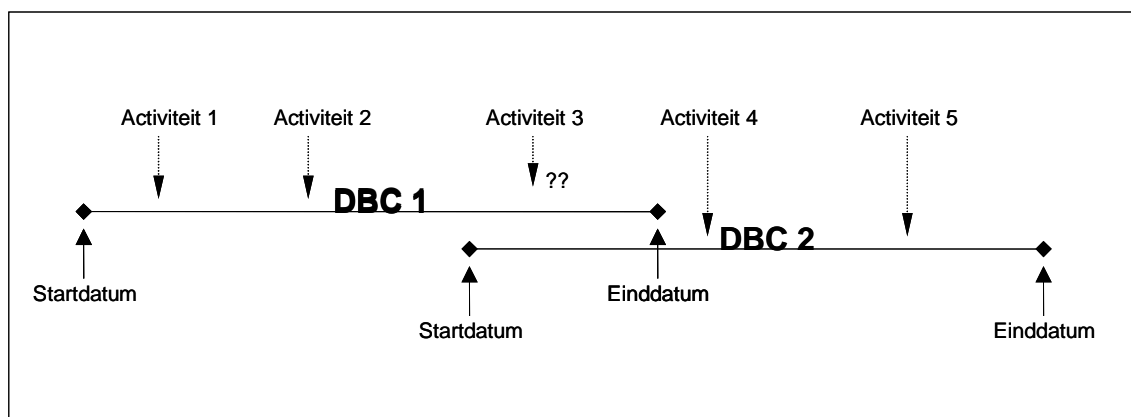 Activiteit 1 Activiteit 2 Activiteit 3 Activiteit 4 Activiteit 5
??
DBC 1
DBC 2
Startdatum Einddatum
Startdatum Einddatum